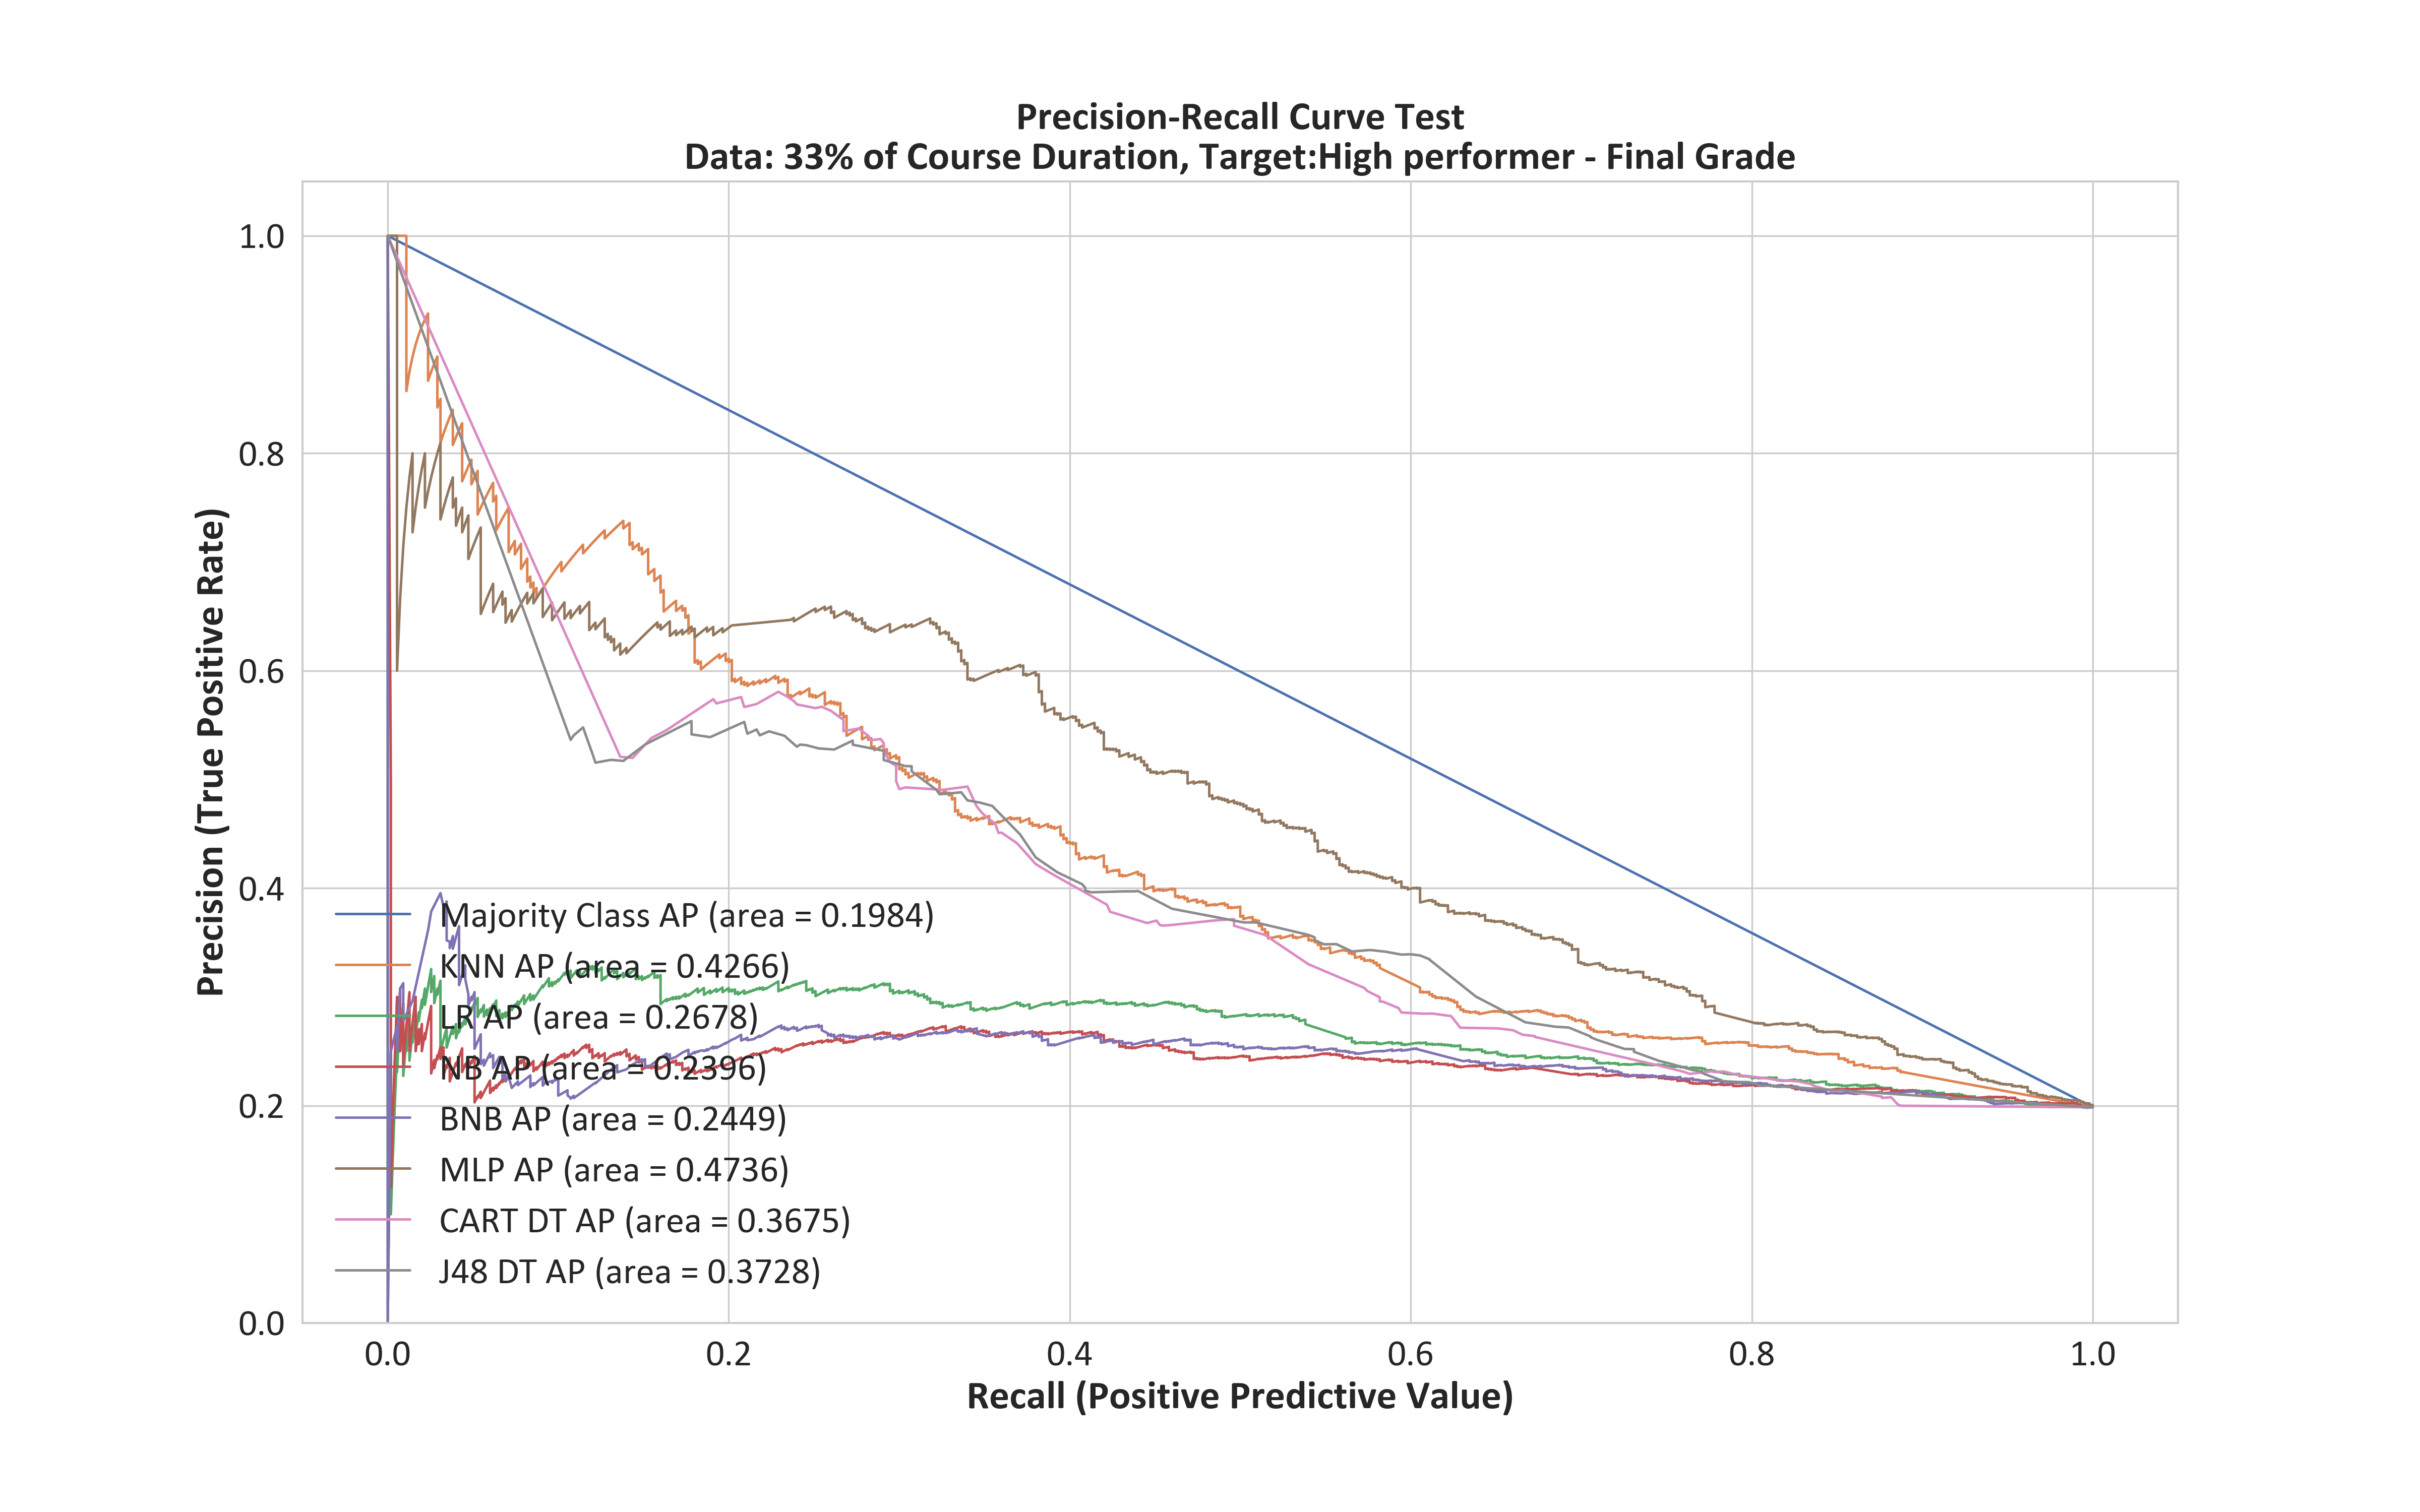 Precision-Recall Curve Test
Data: 33% of Course Duration, Target:High performer - Final Grade
Precision (True Positive Rate)
1.0
0.8
0.6
0.4
0.2
0.0
Majority Class AP (area = 0.1984)
KNN AP (area = 0.4266)
LR AP (area = 0.2678)
NB AP (area = 0.2396)
BNB AP (area = 0.2449)
MLP AP (area = 0.4736)
CART DT AP (area = 0.3675)
J48 DT AP (area = 0.3728)
0.0 0.2 0.4 0.6 0.8 1.0
Recall (Positive Predictive Value)